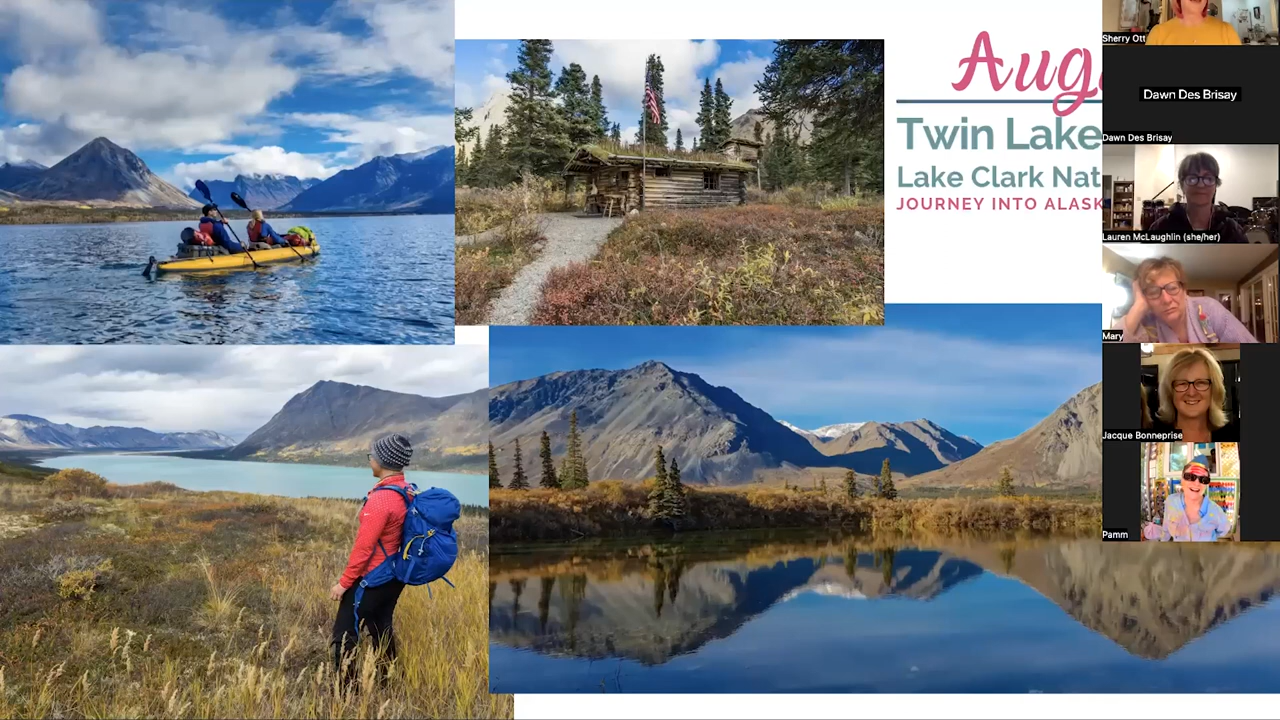 Aug
Twin Lake
Lake Clark Nat
JOURNEY INTO ALASK
Sherry Ott
Dawn Des Brisay
Dawn Des Brisay
Lauren McLaughlin (she/her)
Mary
Jacque Bonneprise
Pamm